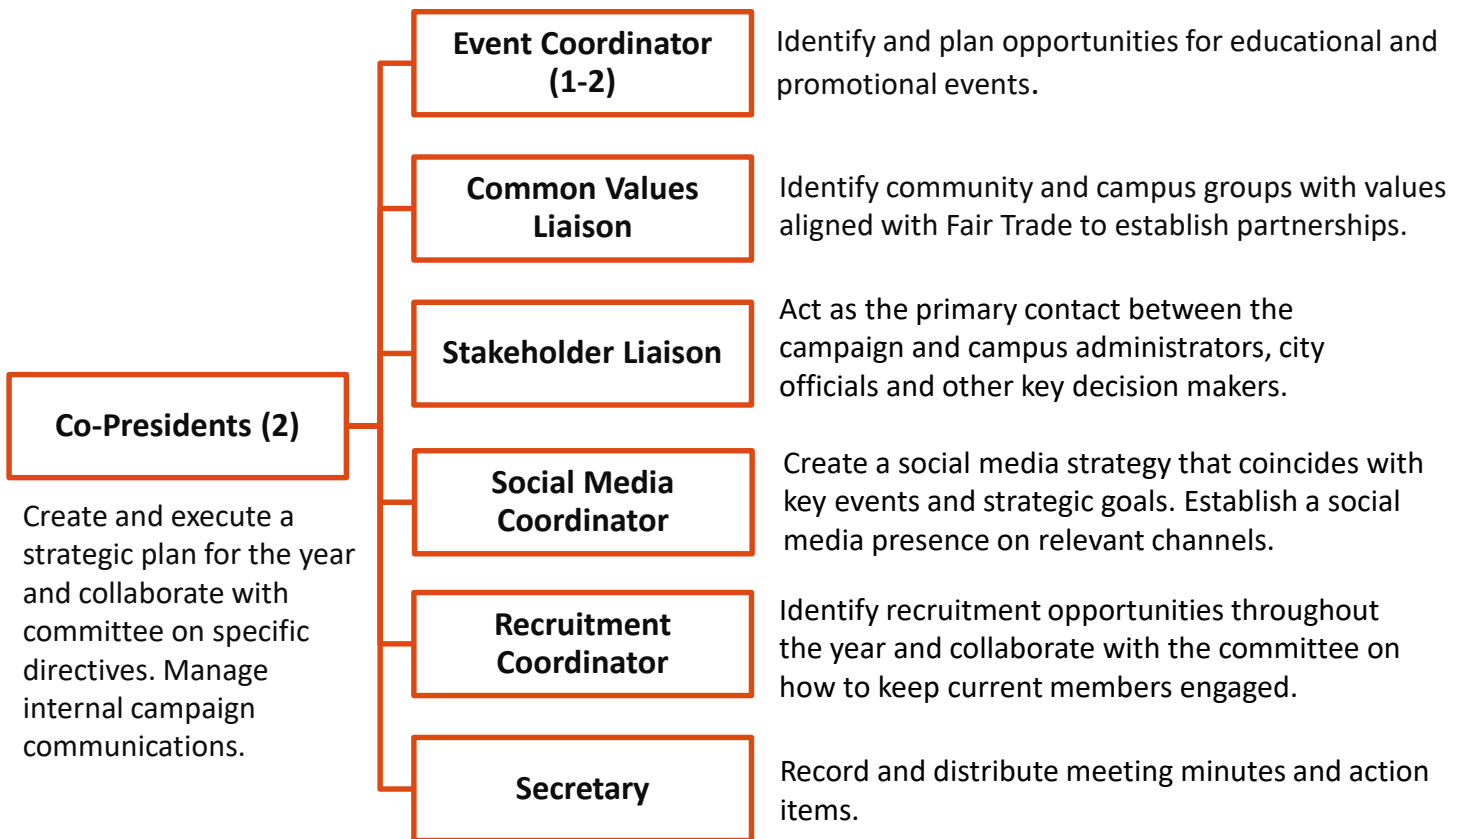 Event Coordinator
(1-2)
Identify and plan opportunities for educational and
promotional events.
Common Values
Liaison
Identify community and campus groups with values
aligned with Fair Trade to establish partnerships.
Stakeholder Liaison
Act as the primary contact between the
campaign and campus administrators, city
officials and other key decision makers.
Co-Presidents (2)
Create and execute a
strategic plan for the year
and collaborate with
committee on specific
directives. Manage
internal campaign
communications.
Social Media
Coordinator
Create a social media strategy that coincides with
key events and strategic goals. Establish a social
media presence on relevant channels.
Recruitment
Coordinator
Identify recruitment opportunities throughout
the year and collaborate with the committee on
how to keep current members engaged.
Secretary
Record and distribute meeting minutes and action
items.